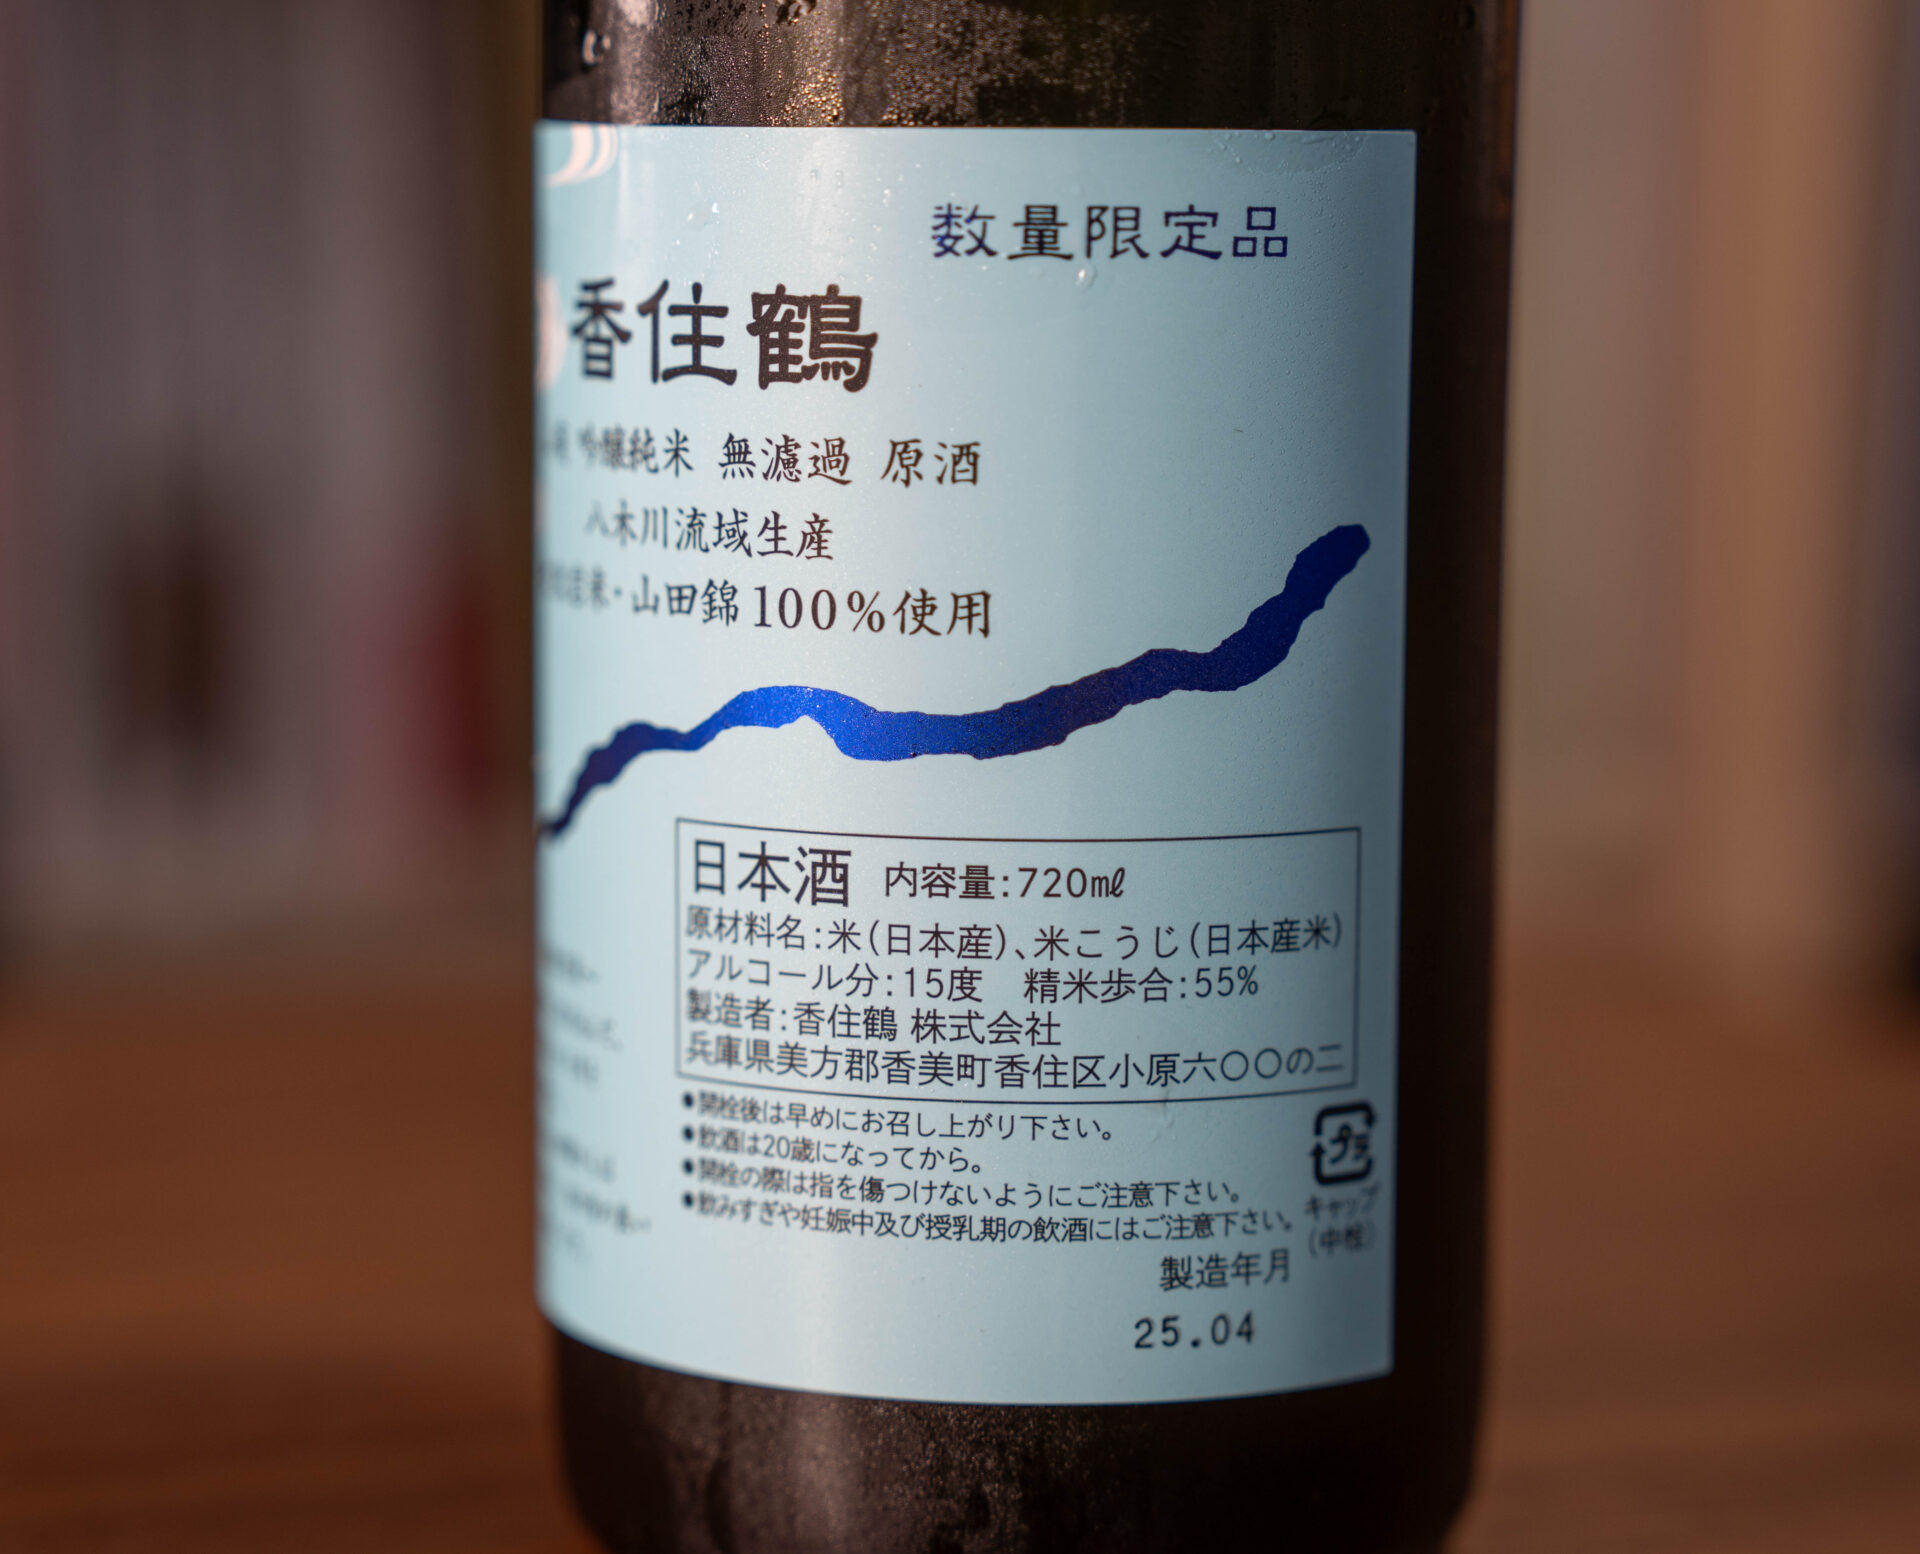 数量限定品
香住鶴
吟醸純米 無濾過 原酒
八木川流域生産
米・山田錦100%使用
日本酒 内容量:720㎖
原材料名:米(日本産)、米こうじ(日本産米)
アルコール分:15度 精米歩合:55%
製造者:香住鶴 株式会社
兵庫県美方郡香美町香住区小原六〇〇の二
●開栓後は早めにお召し上がり下さい。
●飲酒は20歳になってから。
●開栓の際は指を傷つけないようにご注意下さい。
●飲みすぎや妊娠中及び授乳期の飲酒にはご注意下さい。
プラ
キャップ
(中栓)
製造年月
25.04